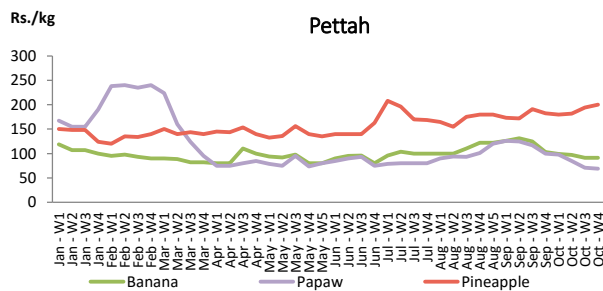 Rs./kg
Pettah
300
250
200
150
100
50
0
Jan - W1
Jan - W2
Jan - W3
Jan - W4
Feb - W1
Feb - W2
Feb - W3
Feb - W4
Mar - W1
Mar - W2
Mar - W3
Mar - W4
Apr - W1
Apr - W2
Apr - W3
Apr - W4
May - W1
May - W2
May - W3
May - W4
May - W5
Jun - W1
Jun - W2
Jun - W3
Jun - W4
Jul - W1
Jul - W2
Jul - W3
Jul - W4
Aug - W1
Aug - W2
Aug - W3
Aug - W4
Aug - W5
Sep - W1
Sep - W2
Sep - W3
Sep - W4
Oct - W1
Oct - W2
Oct - W3
Oct - W4
Banana Papaw Pineapple